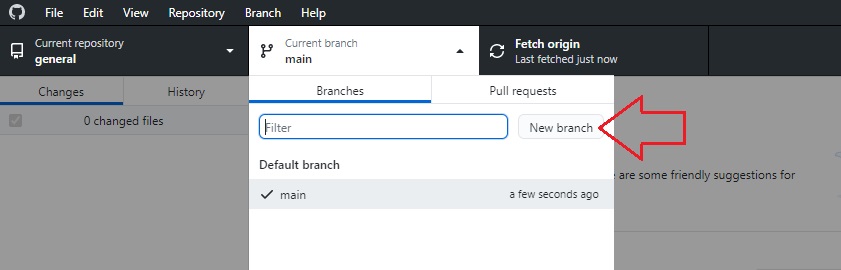 File Edit View Repository Branch Help
Current repository
general
Current branch
main
Fetch origin
Last fetched just now
Changes History
0 changed files
Branches Pull requests
Filter New branch
Default branch
main a few seconds ago
are some friendly suggestions for